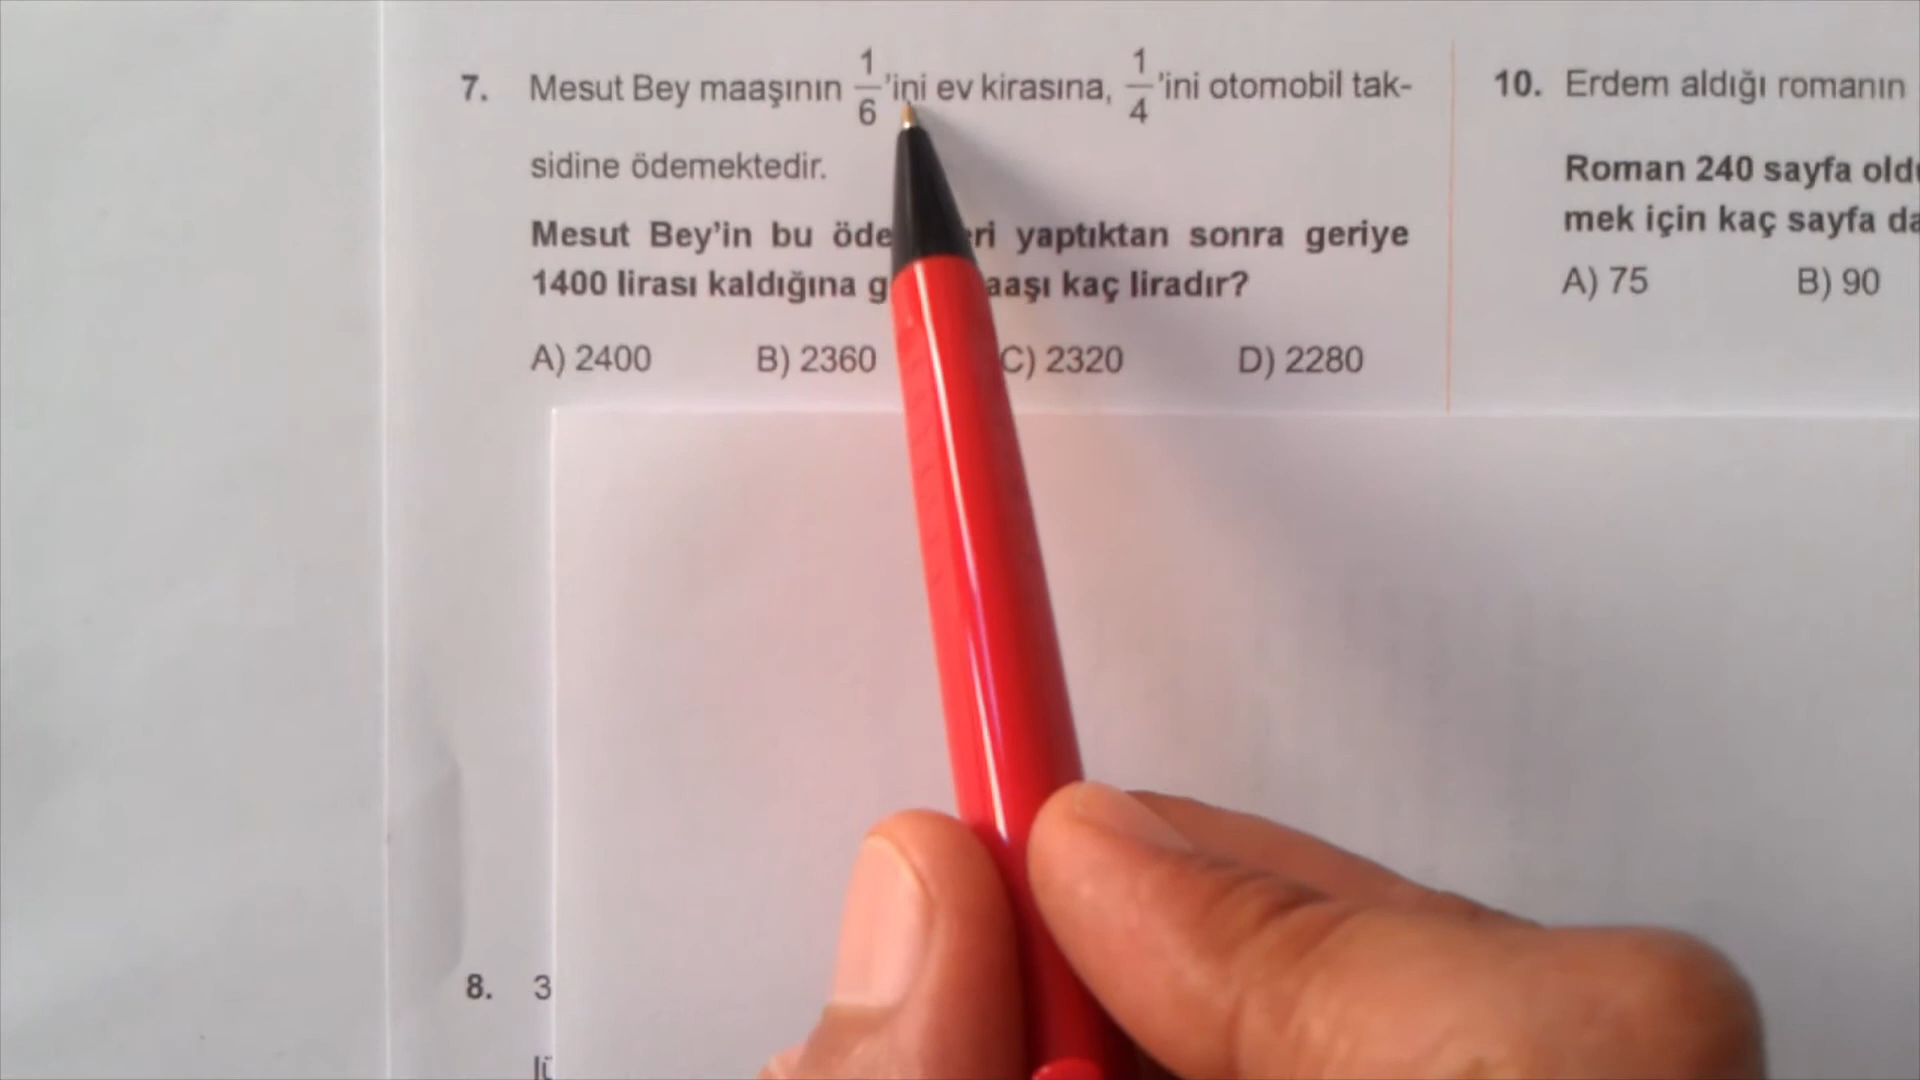 7. Mesut Bey maaşının 1/6 'ini ev kirasına, 1/4 'ini otomobil tak-
sidine ödemektedir.
Mesut Bey'in bu öde eri yaptıktan sonra geriye
1400 lirası kaldığına g aaşı kaç liradır?
A) 2400 B) 2360 C) 2320 D) 2280
8. 3
lü
10. Erdem aldığı romanın
Roman 240 sayfa old
mek için kaç sayfa da
A) 75 B) 90